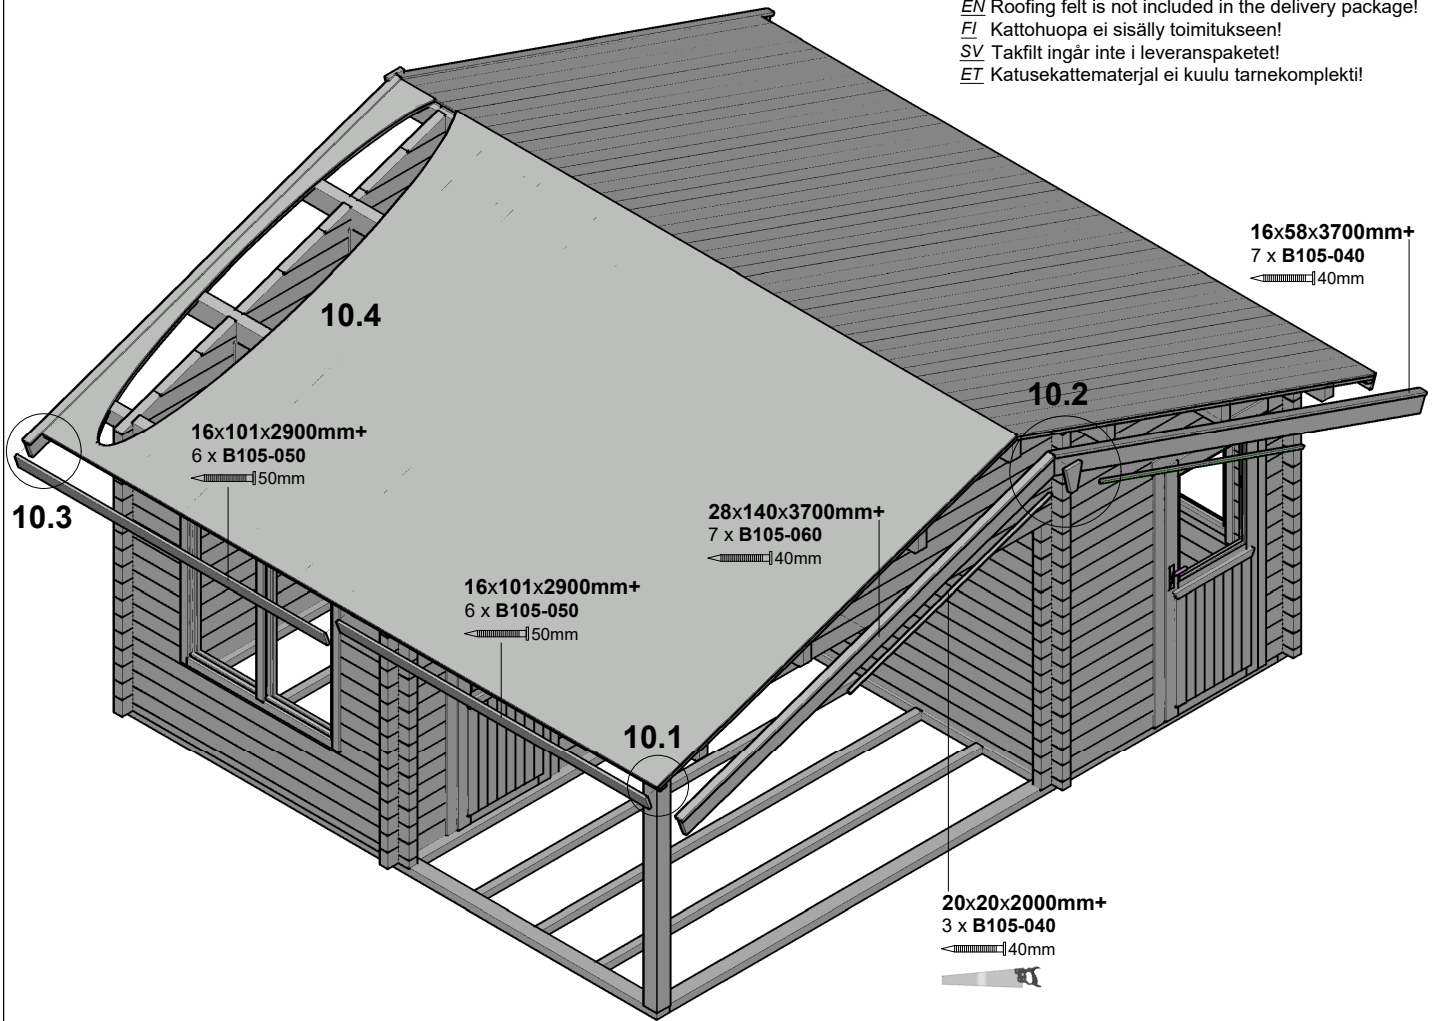 EN Roofing felt is not included in the delivery package!
FI Kattohuopa ei sisälly toimitukseen!
SV Takfilt ingår inte i leveranspaketet!
ET Katusekattematerjal ei kuulu tarnekomplekti!
16x58x3700mm+
7 x B105-040
40mm
10.4
10.2
16x101x2900mm+
6 x B105-050
50mm
10.3
28x140x3700mm+
7 x B105-060
40mm
16x101x2900mm+
6 x B105-050
50mm
10.1
20x20x2000mm+
3 x B105-040
40mm